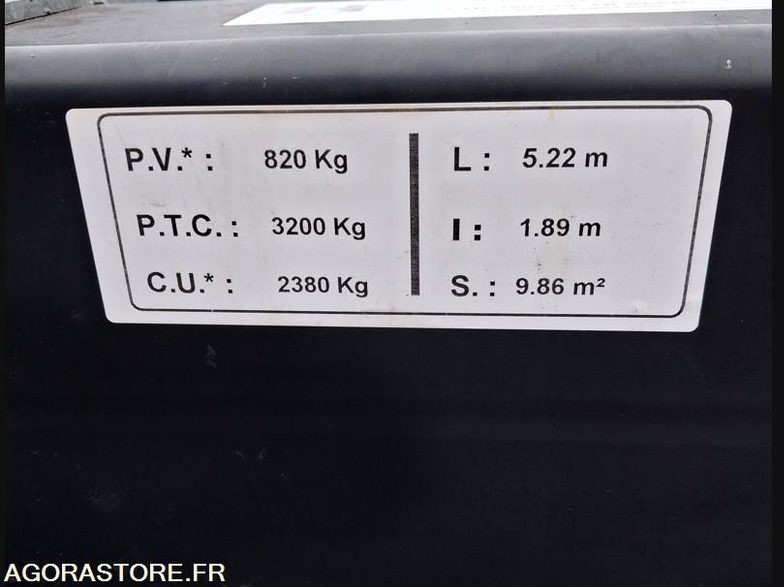 P.V.* : 820 Kg
P.T.C. : 3200 Kg
C.U.* : 2380 Kg
L : 5.22 m
l : 1.89 m
S. : 9.86 m²
AGORASTORE.FR